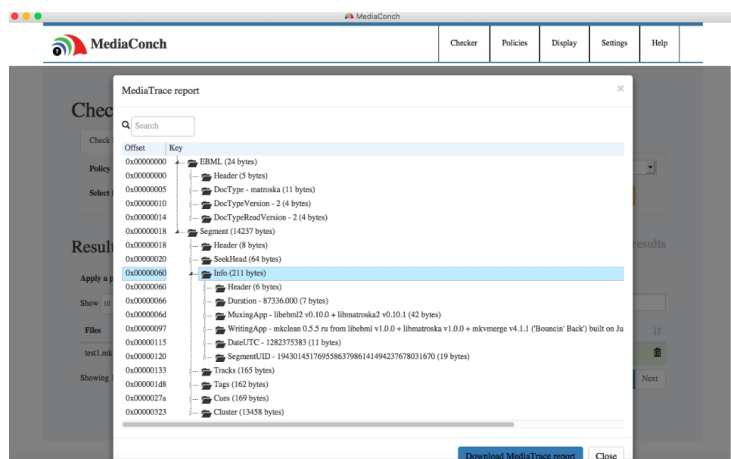 MediaConch
MediaConch
Checker Policies Display Settings Help
MediaTrace report ×
Chec
Search
Check
Offset Key
0x00000000 EBML (24 bytes)
Policy
0x00000000 Header (5 bytes)
0x00000005 DocType - matroska (11 bytes)
Select
0x00000010 DocTypeVersion - 2 (4 bytes)
0x00000014 DocTypeReadVersion - 2 (4 bytes)
0x00000018 Segment (14237 bytes)
Result
0x00000018 Header (8 bytes)
results
0x00000020 SeekHead (64 bytes)
Apply a p
0x00000060 Info (211 bytes)
0x00000060 Header (6 bytes)
Show 10
0x00000066 Duration - 87336.000 (7 bytes)
0x0000006d MuxingApp - libebml2 v0.10.0 + libmatroska2 v0.10.1 (42 bytes)
Files
0x00000097 WritingApp - mkclean 0.5.5 ru from libebml v1.0.0 + libmatroska v1.0.0 + mkvmerge v4.1.1 ('Bouncin' Back') built on Ju
0x00000115 DateUTC - 1282375383 (11 bytes)
test1.mk
0x00000120 SegmentUID - 19430145176955863798614149423767803​1670 (19 bytes)
0x00000133 Tracks (165 bytes)
Showing
Next
0x000001d8 Tags (162 bytes)
0x0000027a Cues (169 bytes)
0x00000323 Cluster (13458 bytes)
Download MediaTrace report Close